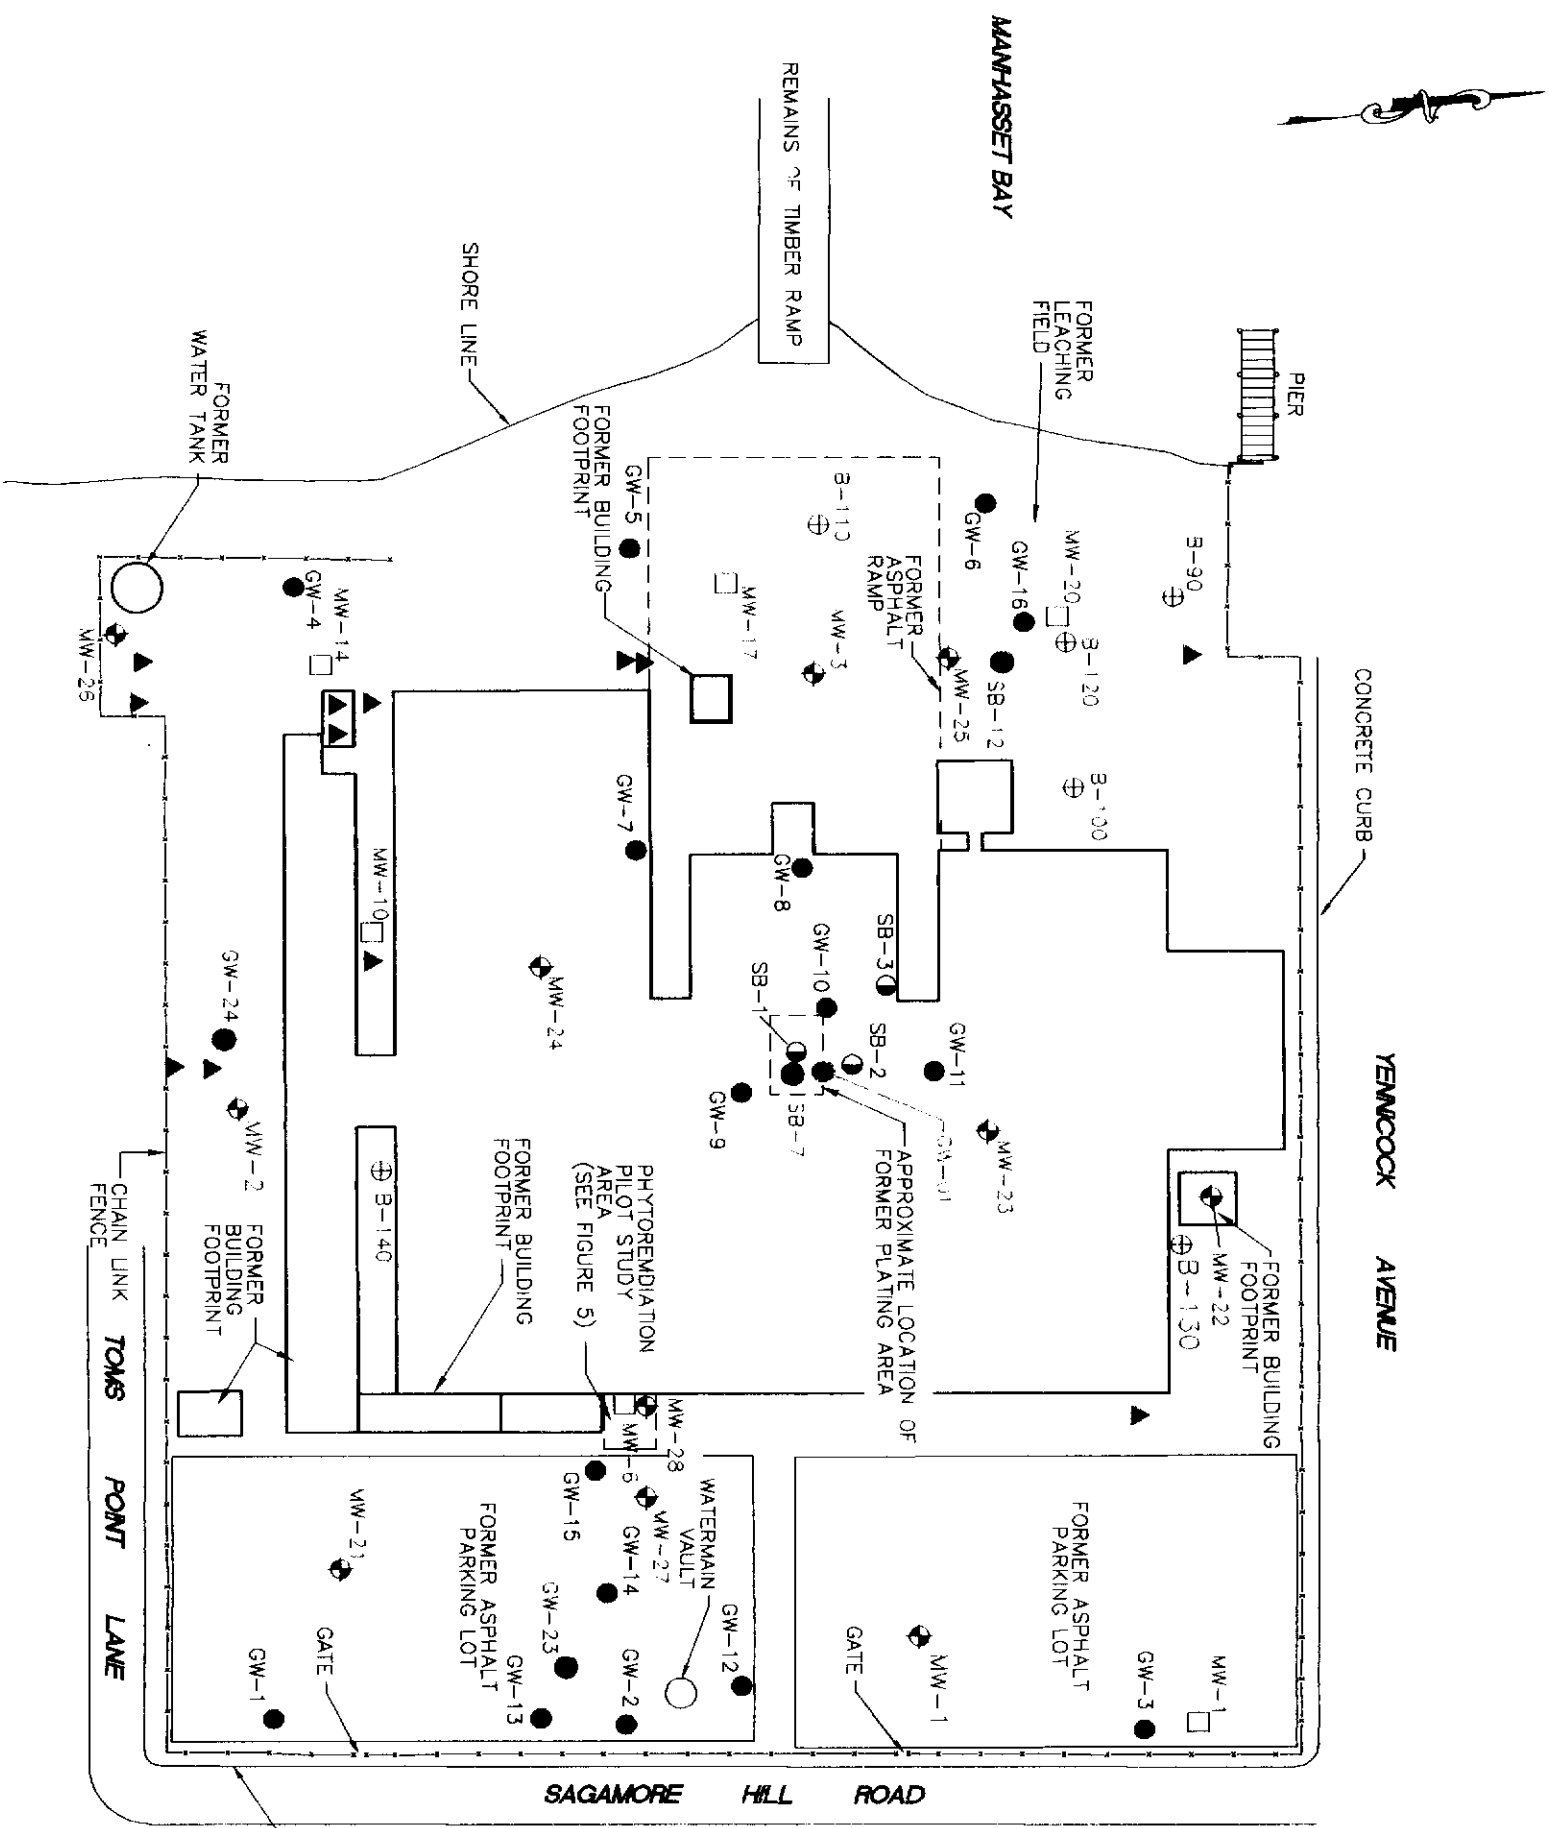 MANHASSET BAY
REMAINS OF TIMBER RAMP
SHORE LINE
FORMER
WATER TANK
FORMER
LEACHING
FIELD
PIER
CONCRETE CURB
YENNICOCK AVENUE
B-90
MW-20
GW-16
GW-6
B-120
SB-12
MW-25
B-100
B-110
FORMER
ASPHALT
RAMP
MW-3
MW-17
GW-5
FORMER BUILDING
FOOTPRINT
GW-4
MW-14
MW-26
GW-7
GW-8
MW-10
GW-10
SB-3
SB-1
SB-2
GW-11
MW-24
GW-24
GW-9
SB-7
MW-23
APPROXIMATE LOCATION OF
FORMER PLATING AREA
MW-22
B-130
FORMER BUILDING
FOOTPRINT
MW-2
B-140
FORMER BUILDING
FOOTPRINT
PHYTOREMDIATION
PILOT STUDY
AREA
(SEE FIGURE 5)
FORMER
BUILDING
FOOTPRINT
CHAIN LINK
FENCE
TOMS POINT LANE
MW-28
MW-6
MW-27
GW-15
GW-14
WATERMAIN
VAULT
GW-12
GW-23
GW-13
GW-2
FORMER ASPHALT
PARKING LOT
MW-21
GATE
GW-1
FORMER ASPHALT
PARKING LOT
MW-1
GATE
GW-3
MW-1
SAGAMORE HILL ROAD